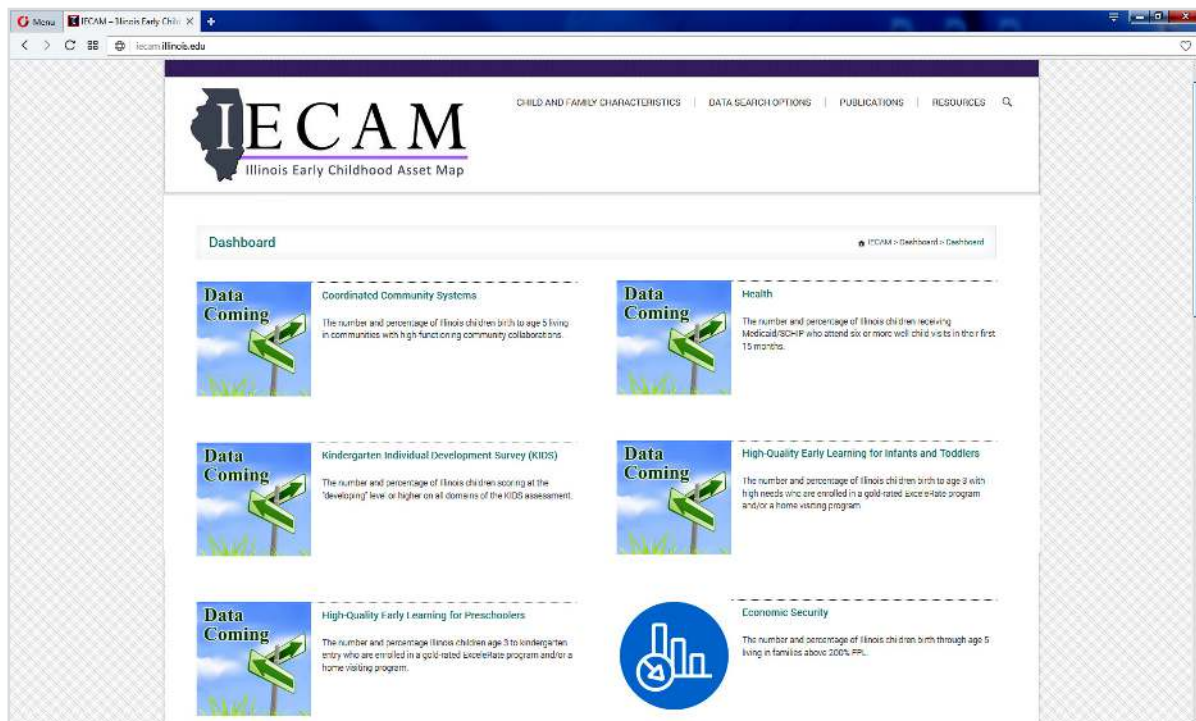 Menu
IECAM – Illinois Early Chil
iecam.illinois.edu
IECAM
Illinois Early Childhood Asset Map
CHILD AND FAMILY CHARACTERISTICS | DATA SEARCH OPTIONS | PUBLICATIONS | RESOURCES
Dashboard
IECAM > Dashboard > Dashboard
Data
Coming
Coordinated Community Systems
The number and percentage of Illinois children birth to age 5 living
in communities with high-functioning community collaborations.
Data
Coming
Health
The number and percentage of Illinois children receiving
Medicaid/SCHIP who attend six or more well child visits in their first
15 months.
Data
Coming
Kindergarten Individual Development Survey (KIDS)
The number and percentage of Illinois children scoring at the
"developing" level or higher on all domains of the KIDS assessment.
Data
Coming
High-Quality Early Learning for Infants and Toddlers
The number and percentage of Illinois children birth to age 3 with
high needs who are enrolled in a gold-rated ExceleRate program
and/or a home visiting program
Data
Coming
High-Quality Early Learning for Preschoolers
The number and percentage Illinois children age 3 to kindergarten
entry who are enrolled in a gold-rated ExceleRate program and/or a
home visiting program.
Economic Security
The number and percentage of Illinois children birth through age 5
living in families above 200% FPL.